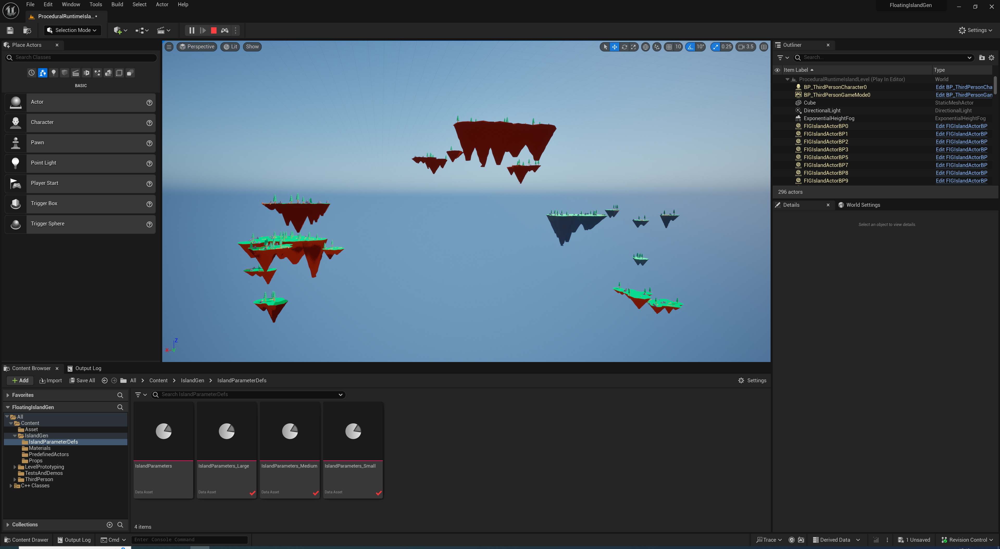 File Edit Window Tools Build Select Actor Help
FloatingIslandGen
ProceduralRuntimeIsla...*
Selection Mode
Settings
Place Actors
Search Classes
BASIC
Actor
Character
Pawn
Point Light
Player Start
Trigger Box
Trigger Sphere
Perspective Lit Show
10 10° 0.25 3.5
Z
X Y
Outliner
Search...
Item Label Type
ProceduralRuntimeIslandLevel (Play In Editor) World
BP_ThirdPersonCharacter0 Edit BP_ThirdPersonCha
BP_ThirdPersonGameMode0 Edit BP_ThirdPersonGan
Cube StaticMeshActor
DirectionalLight DirectionalLight
ExponentialHeightFog ExponentialHeightFog
FIGIslandActorBP0 Edit FIGIslandActorBP
FIGIslandActorBP1 Edit FIGIslandActorBP
FIGIslandActorBP2 Edit FIGIslandActorBP
FIGIslandActorBP3 Edit FIGIslandActorBP
FIGIslandActorBP5 Edit FIGIslandActorBP
FIGIslandActorBP7 Edit FIGIslandActorBP
FIGIslandActorBP8 Edit FIGIslandActorBP
FIGIslandActorBP9 Edit FIGIslandActorBP
296 actors
Details World Settings
Select an object to view details.
Content Browser Output Log
Add Import Save All All Content IslandGen IslandParameterDefs Settings
Favorites
Search IslandParameterDefs
FloatingIslandGen
All
Content
Asset
IslandGen
IslandParameterDefs
Materials
PredefinedActors
Props
LevelPrototyping
TestsAndDemos
ThirdPerson
C++ Classes
Collections
IslandParameters IslandParameters_Large IslandParameters_Medium IslandParameters_Small
Data Asset Data Asset Data Asset Data Asset
4 items
Content Drawer Output Log Cmd Enter Console Command Trace Derived Data 1 Unsaved Revision Control